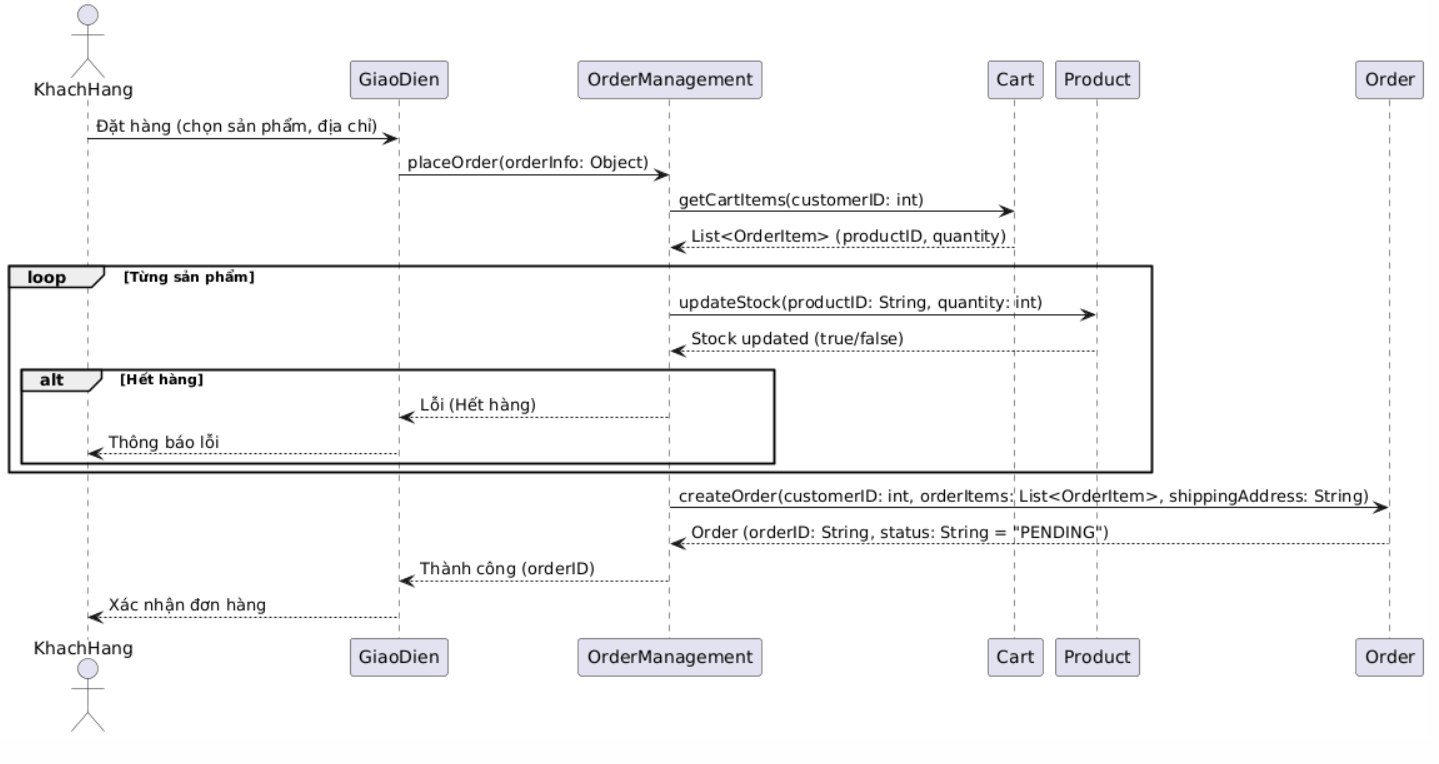 KhachHang
GiaoDien
OrderManagement
Cart
Product
Order
Đặt hàng (chọn sản phẩm, địa chỉ)
placeOrder(orderInfo: Object)
getCartItems(customerID: int)
List<OrderItem> (productID, quantity)
loop
[Từng sản phẩm]
updateStock(productID: String, quantity: int)
Stock updated (true/false)
alt
[Hết hàng]
Lỗi (Hết hàng)
Thông báo lỗi
createOrder(customerID: int, orderItems: List<OrderItem>, shippingAddress: String)
Order (orderID: String, status: String = "PENDING")
Thành công (orderID)
Xác nhận đơn hàng
KhachHang
GiaoDien
OrderManagement
Cart
Product
Order